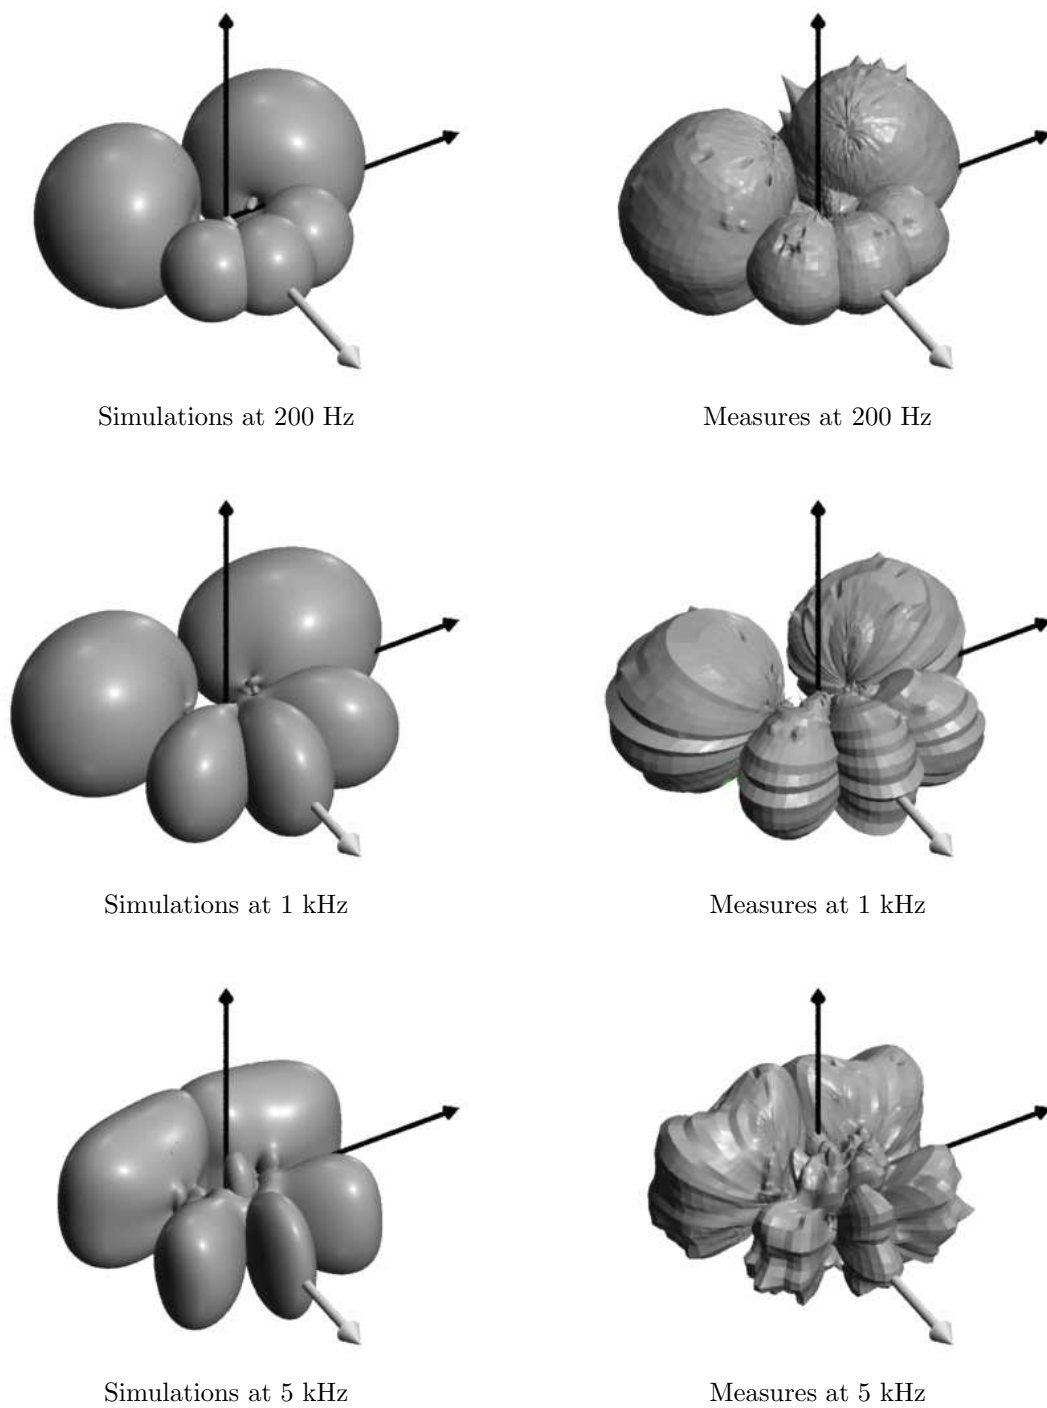 Simulations at 200 Hz
Measures at 200 Hz
Simulations at 1 kHz
Measures at 1 kHz
Simulations at 5 kHz
Measures at 5 kHz